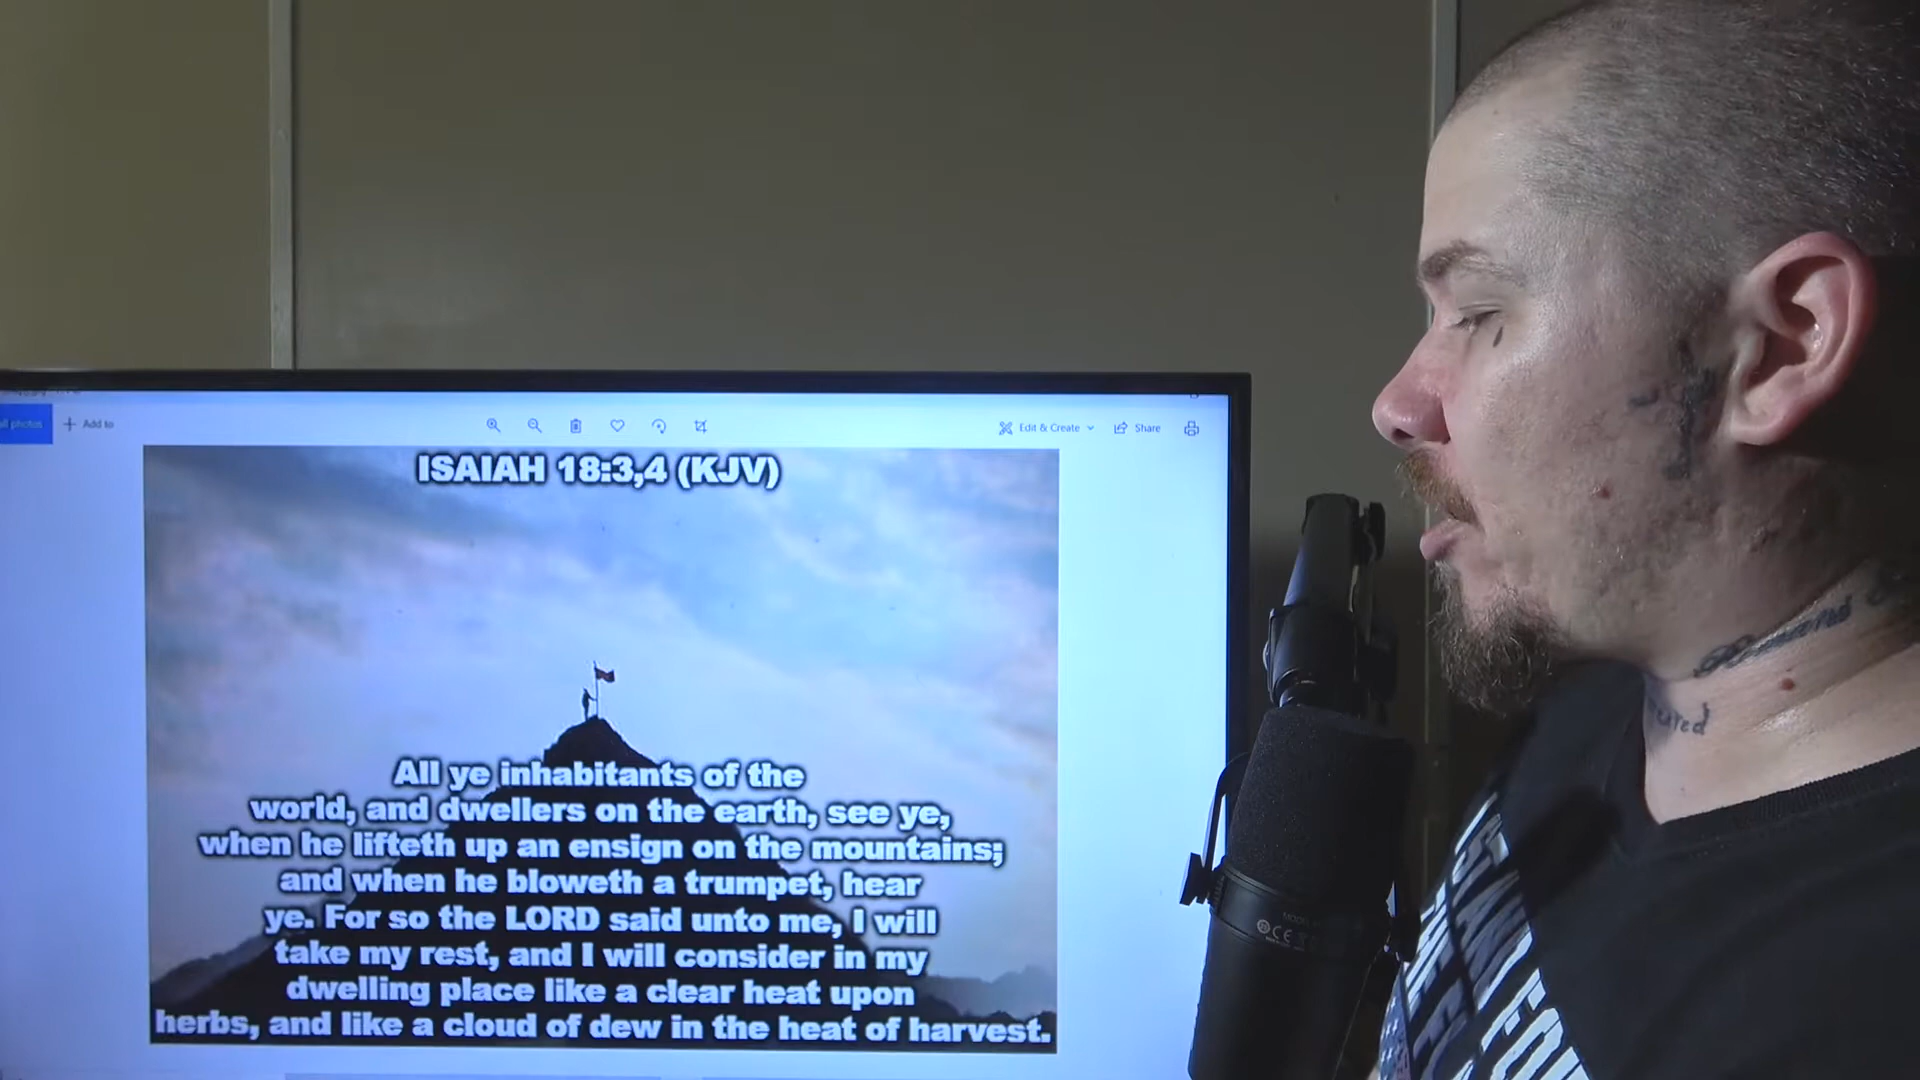 all photos
Add to
Edit & Create
Share
ISAIAH 18:3,4 (KJV)
All ye inhabitants of the
world, and dwellers on the earth, see ye,
when he lifteth up an ensign on the mountains;
and when he bloweth a trumpet, hear
ye. For so the LORD said unto me, I will
take my rest, and I will consider in my
dwelling place like a clear heat upon
herbs, and like a cloud of dew in the heat of harvest.
CE